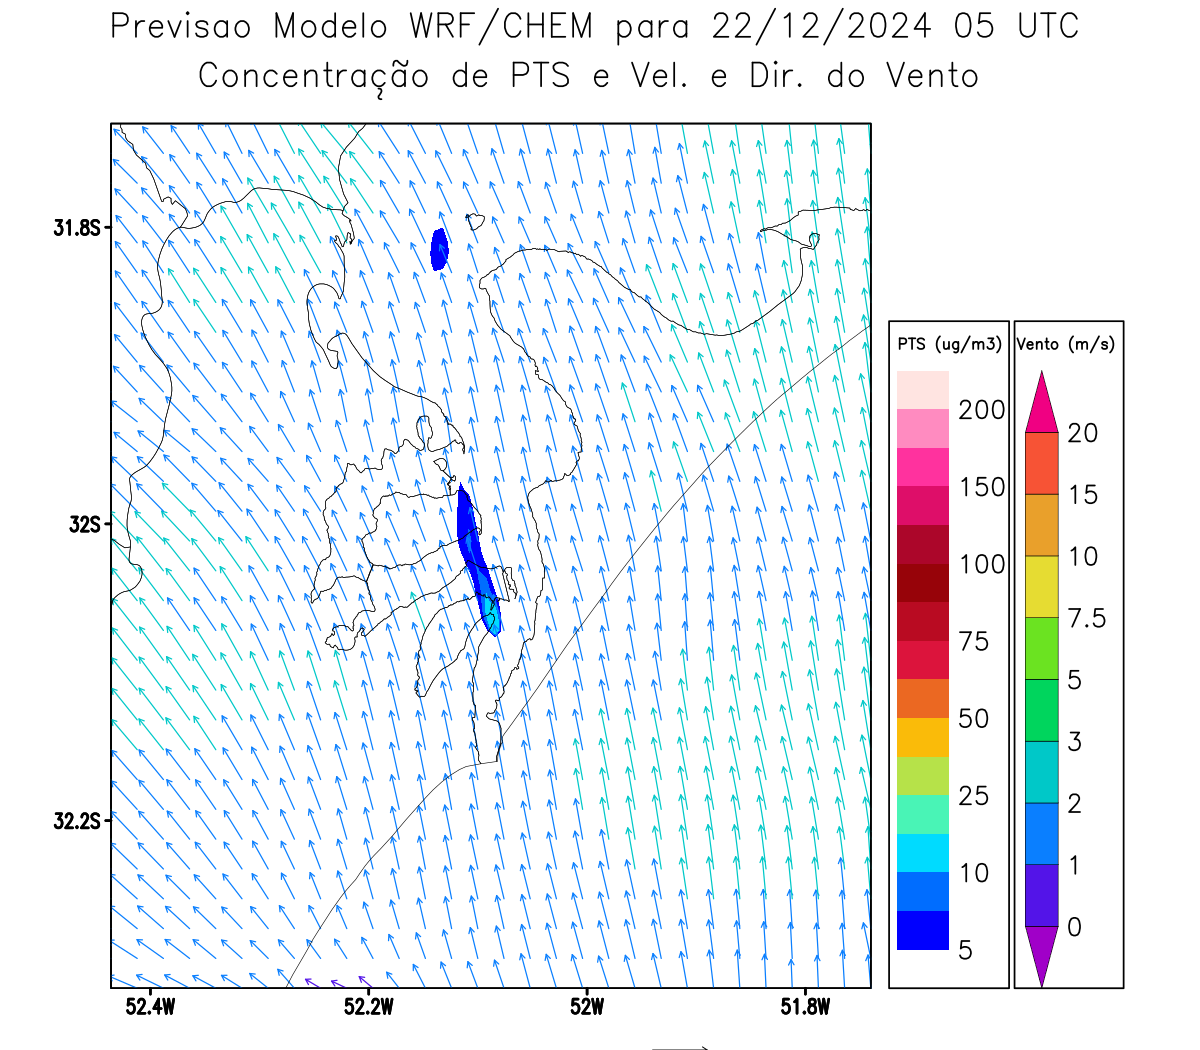 Previsao Modelo WRF/CHEM para 22/12/2024 05 UTC
Concentração de PTS e Vel. e Dir. do Vento
31.8S
32S
32.2S
52.4W
52.2W
52W
51.8W
PTS (ug/m3)
200
150
100
75
50
25
10
5
Vento (m/s)
20
15
10
7.5
5
3
2
1
0